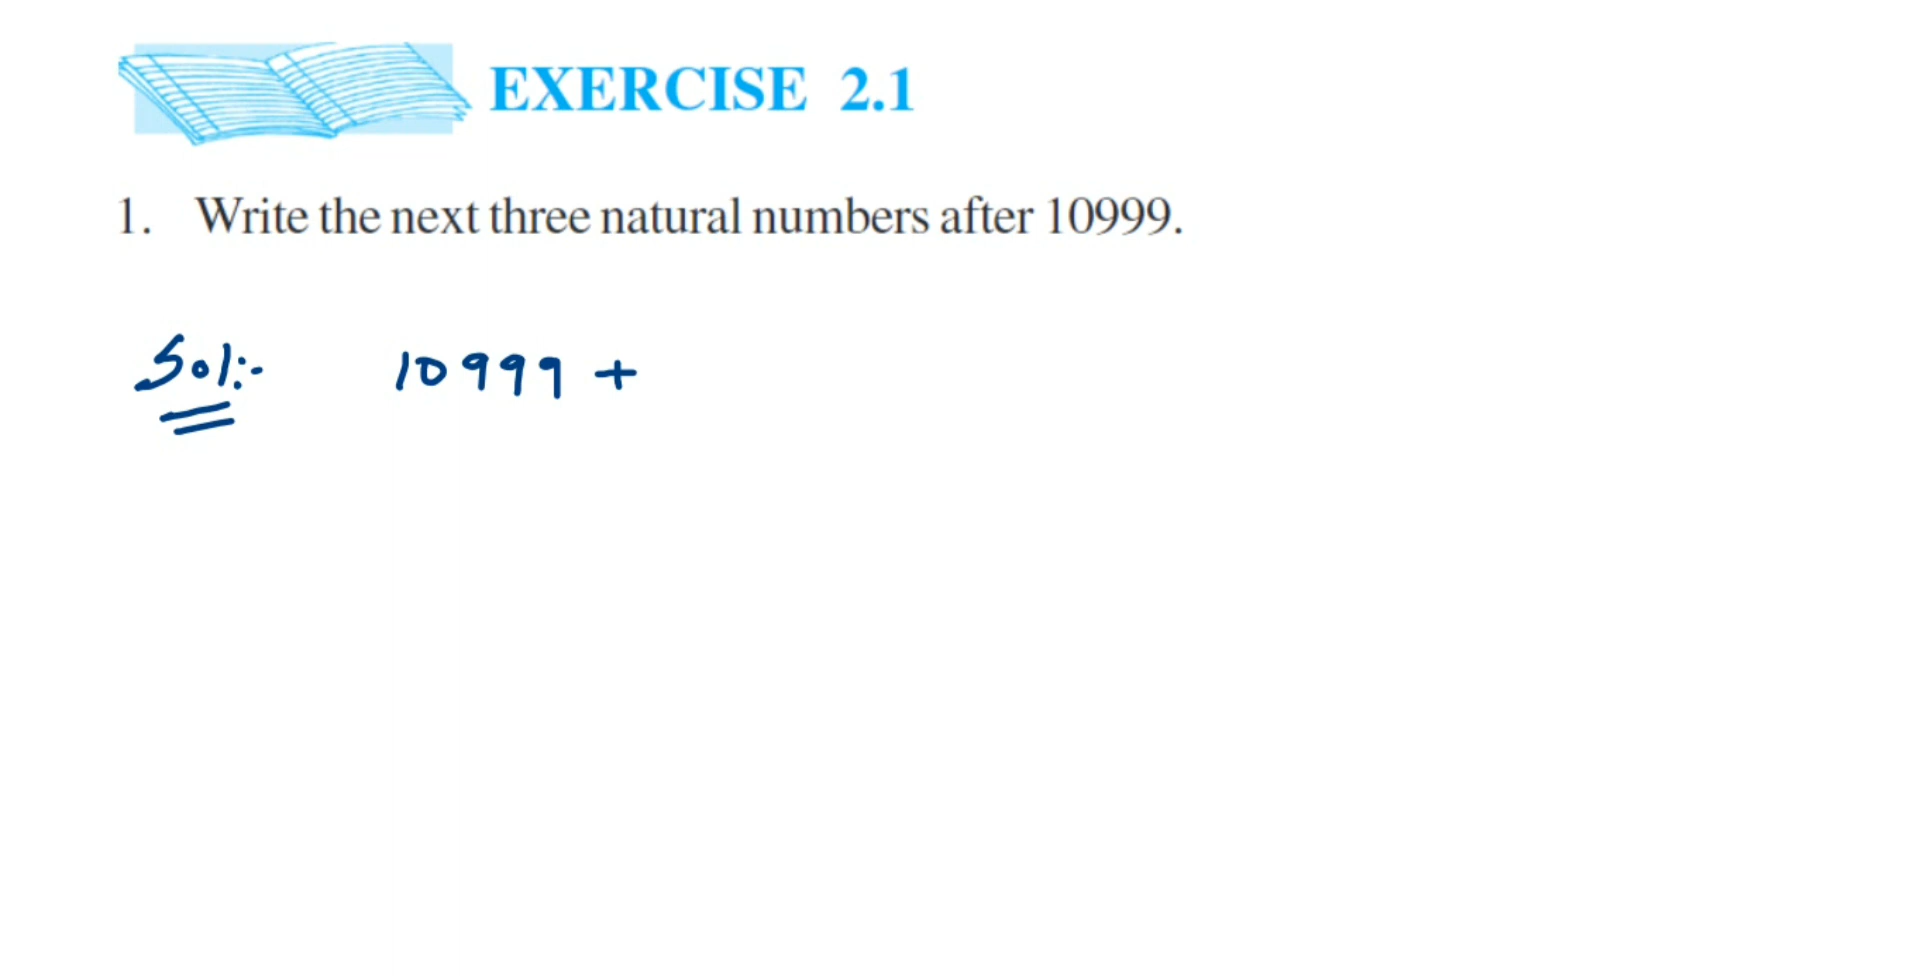 EXERCISE 2.1
1. Write the next three natural numbers after 10999.
Sol:- 10999 +